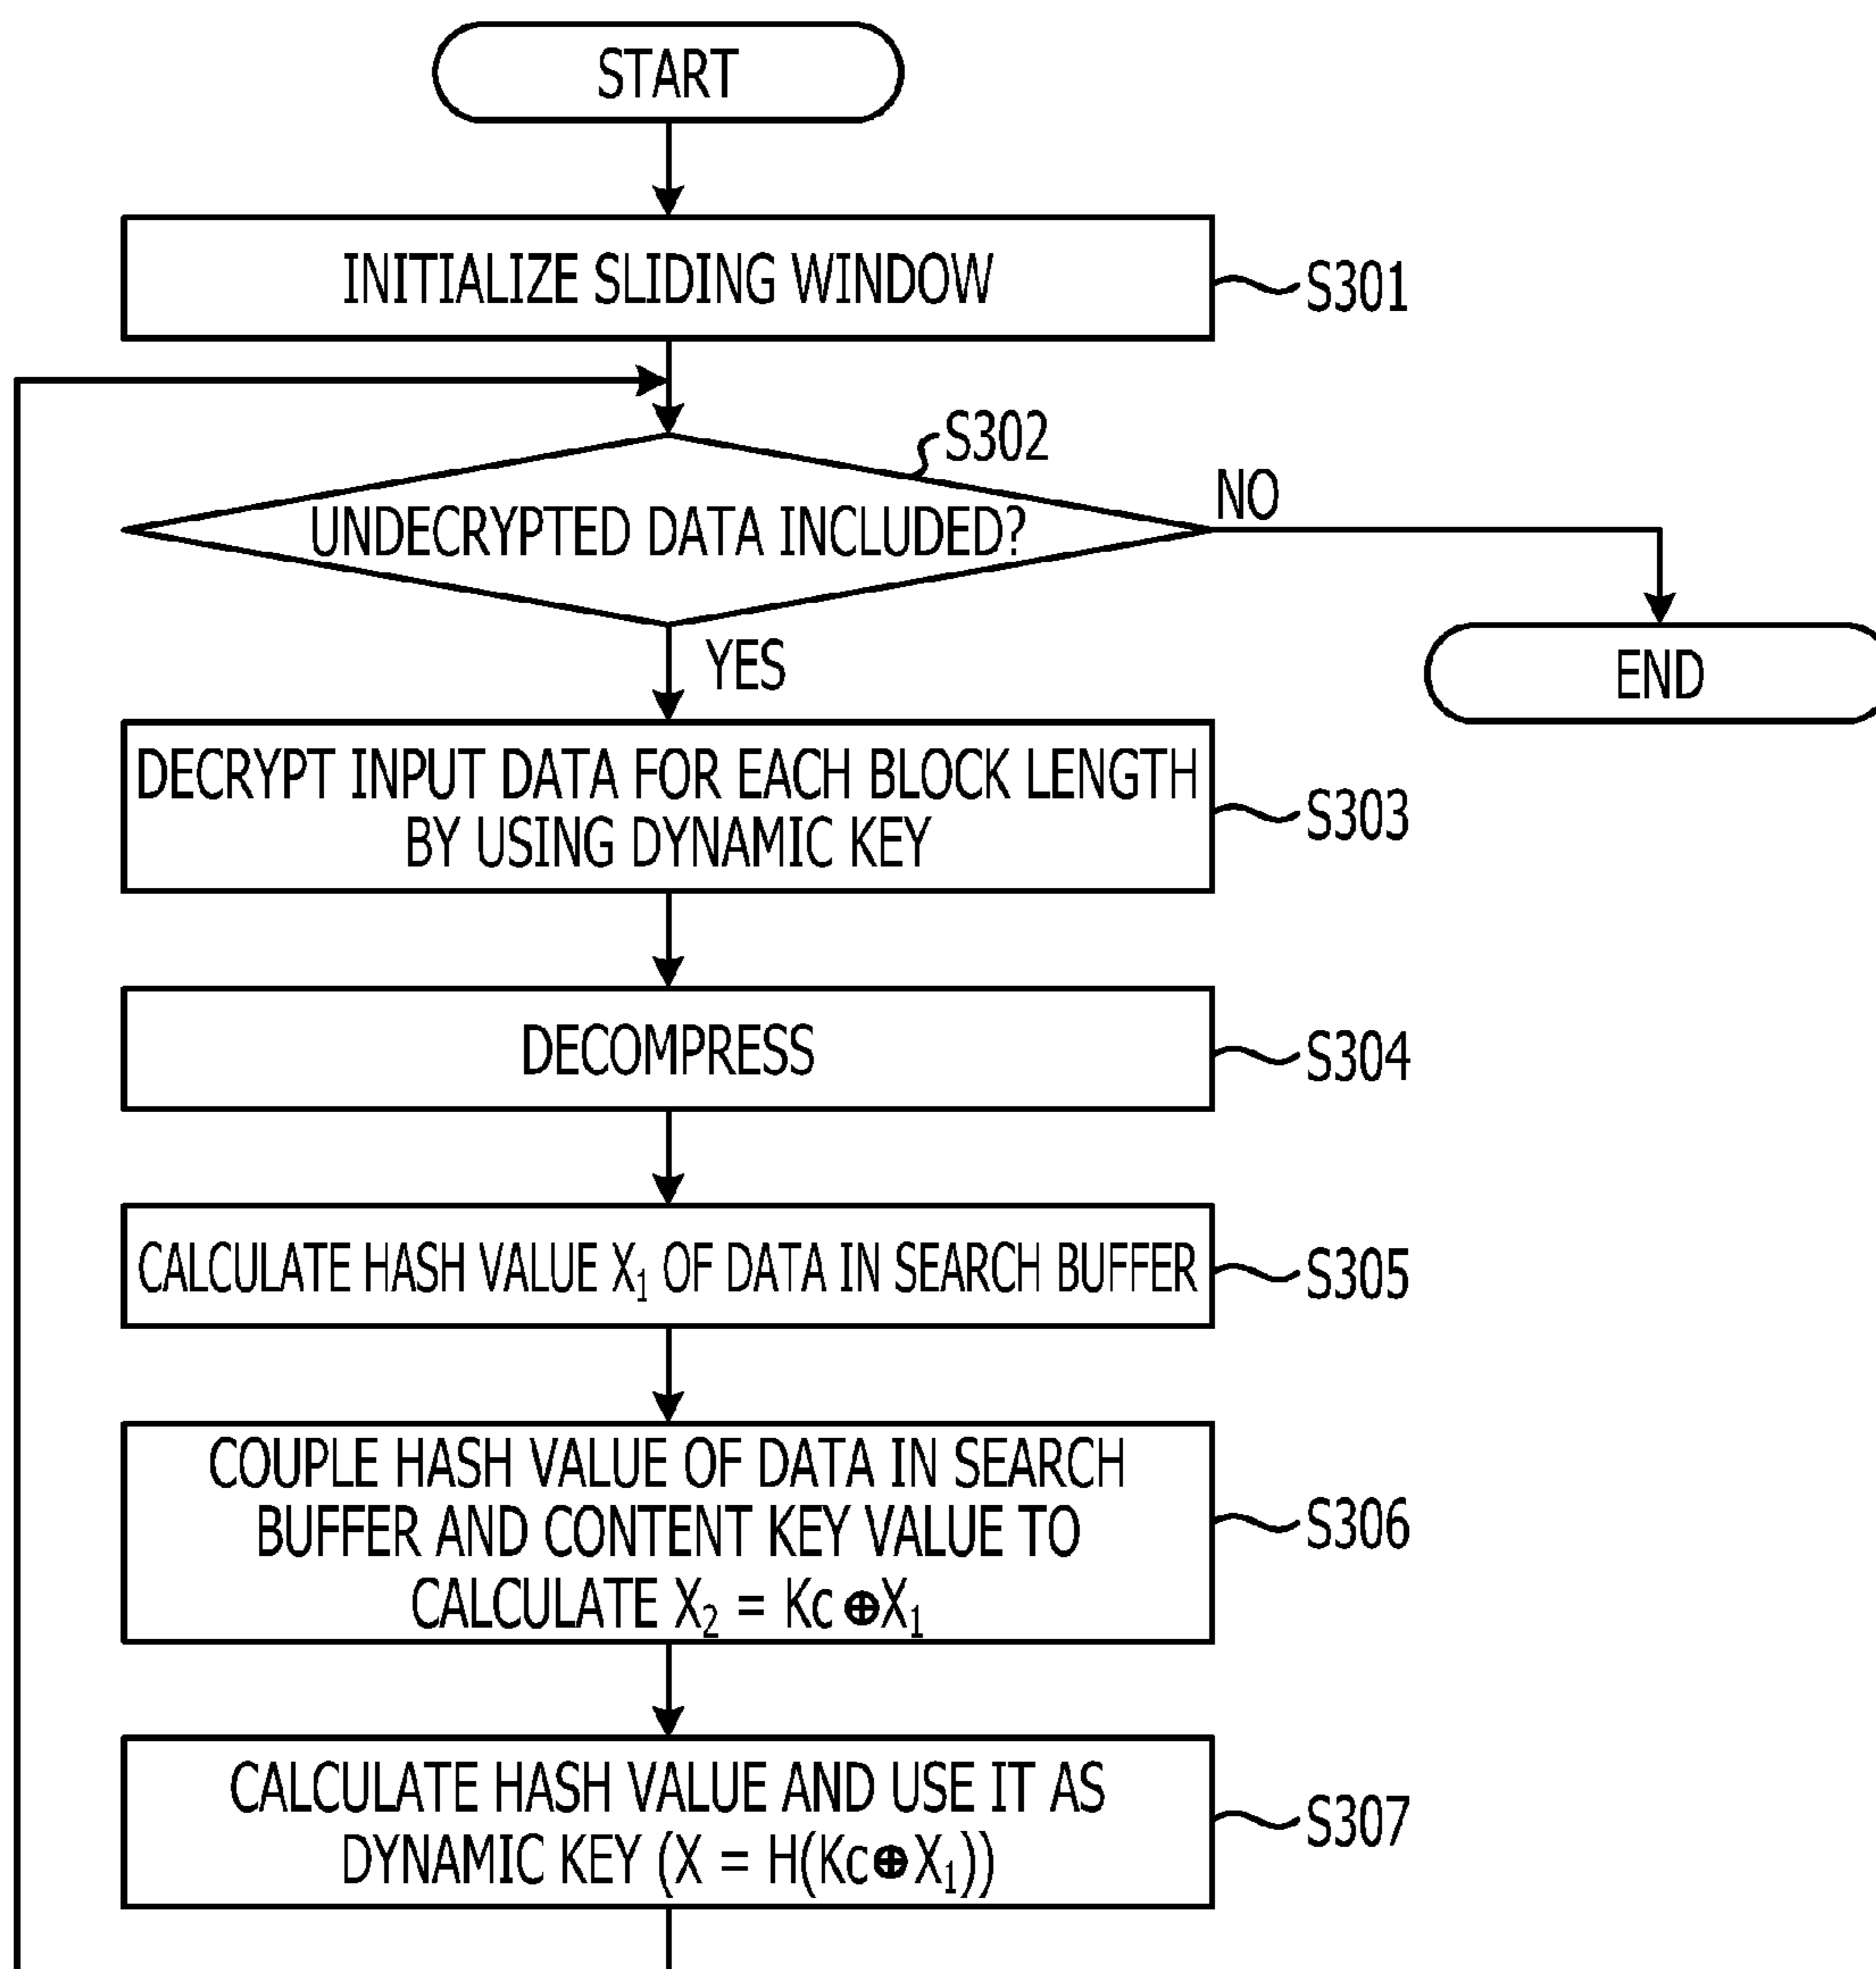 START
INITIALIZE SLIDING WINDOW
S301
S302
UNDECRYPTED DATA INCLUDED?
NO
YES
END
DECRYPT INPUT DATA FOR EACH BLOCK LENGTH
BY USING DYNAMIC KEY
S303
DECOMPRESS
S304
CALCULATE HASH VALUE X₁ OF DATA IN SEARCH BUFFER
S305
COUPLE HASH VALUE OF DATA IN SEARCH
BUFFER AND CONTENT KEY VALUE TO
CALCULATE X₂ = Kc⊕X₁
S306
CALCULATE HASH VALUE AND USE IT AS
DYNAMIC KEY (X = H(Kc⊕X₁))
S307